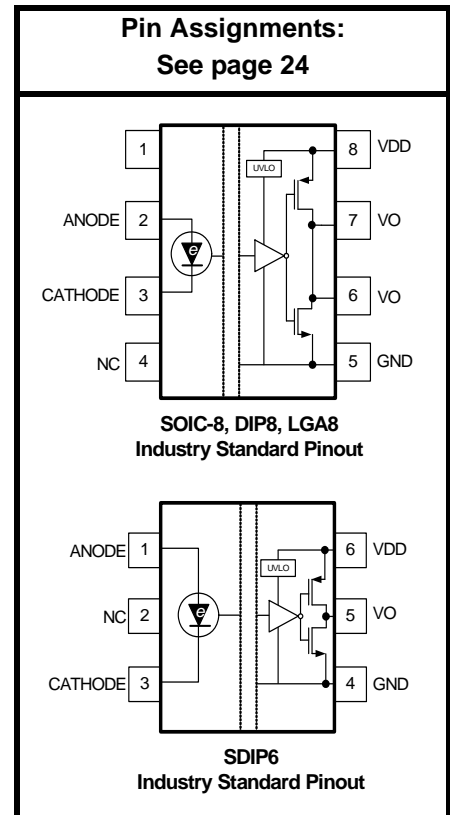 Pin Assignments:
See page 24
1
8 VDD
UVLO
ANODE 2
e
7 VO
CATHODE 3
6 VO
NC 4
5 GND
SOIC-8, DIP8, LGA8
Industry Standard Pinout
ANODE 1
6 VDD
UVLO
NC 2
e
5 VO
CATHODE 3
4 GND
SDIP6
Industry Standard Pinout